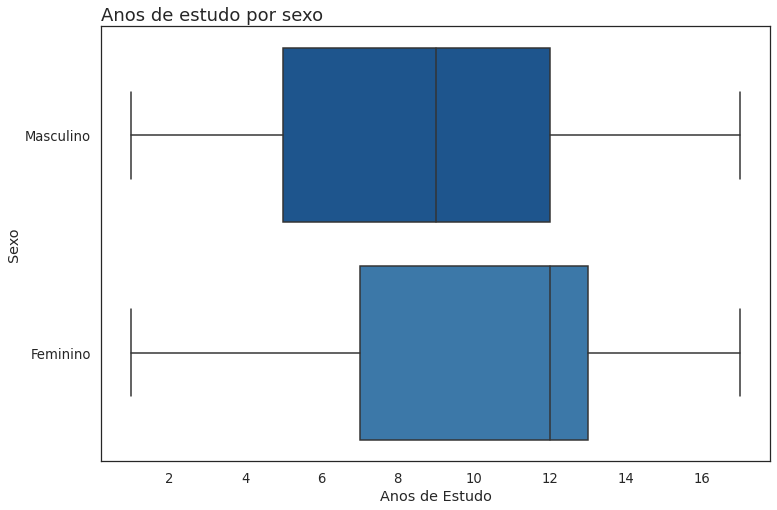 Anos de estudo por sexo
Masculino
Sexo
Feminino
2 4 6 8 10 12 14 16
Anos de Estudo